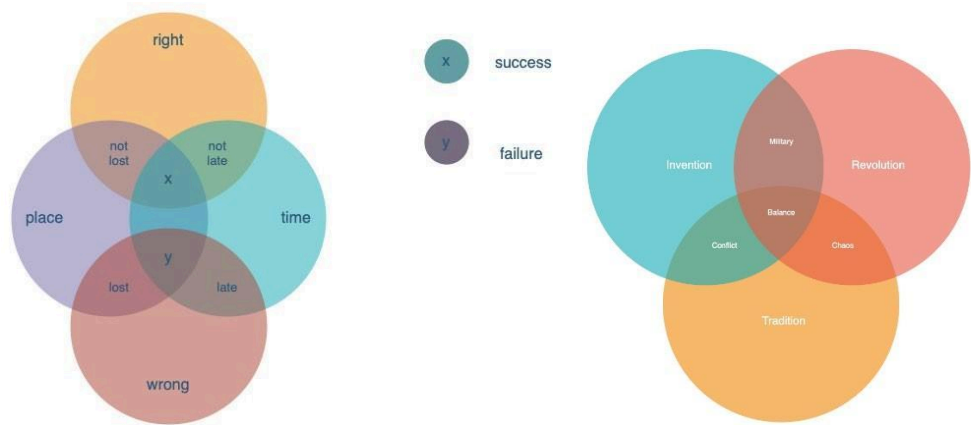 right
not
lost
not
late
x
place
time
y
lost
late
wrong
x
success
y
failure
Military
Invention
Revolution
Balance
Conflict
Chaos
Tradition